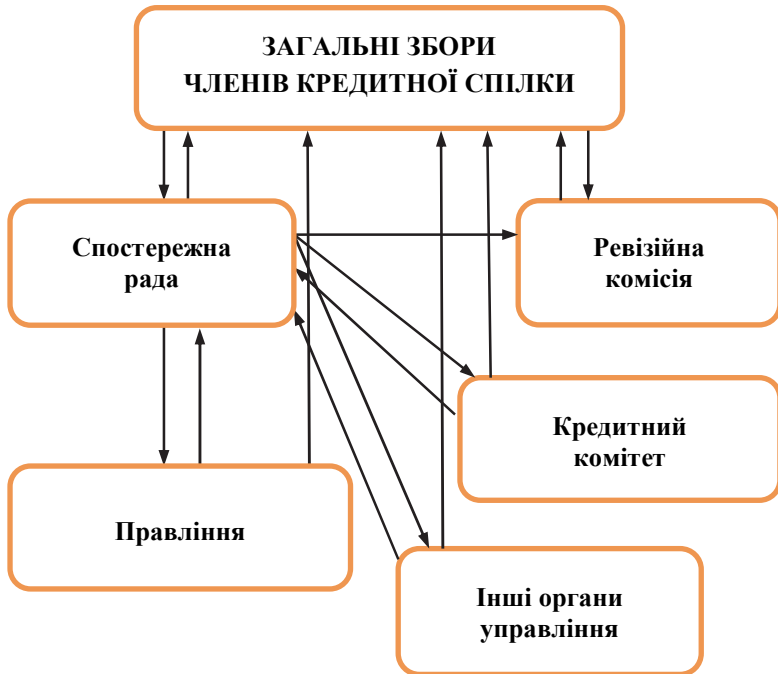 ЗАГАЛЬНІ ЗБОРИ
ЧЛЕНІВ КРЕДИТНОЇ СПІЛКИ
Спостережна
рада
Ревізійна
комісія
Кредитний
комітет
Правління
Інші органи
управління